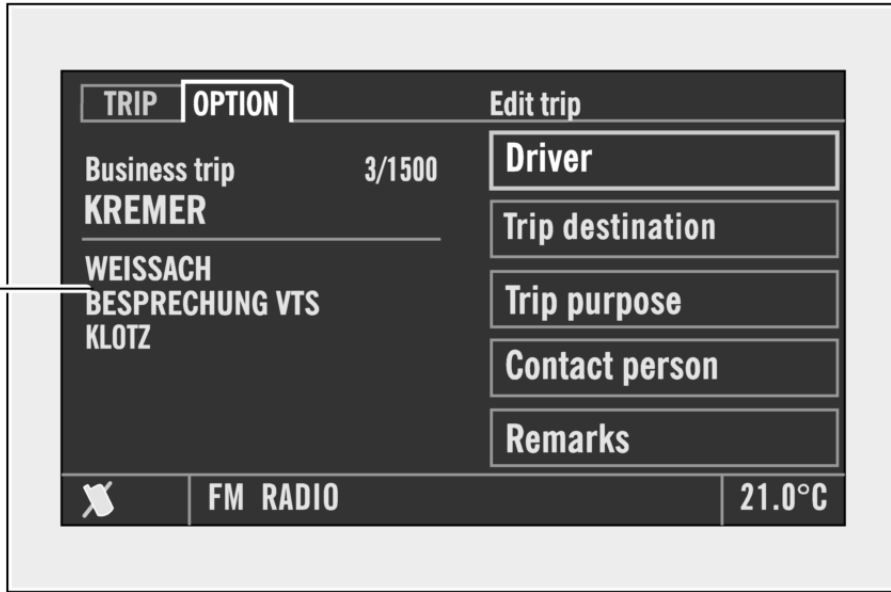 TRIP OPTION
Edit trip
Business trip 3/1500
KREMER
WEISSACH
BESPRECHUNG VTS
KLOTZ
Driver
Trip destination
Trip purpose
Contact person
Remarks
FM RADIO
21.0°C